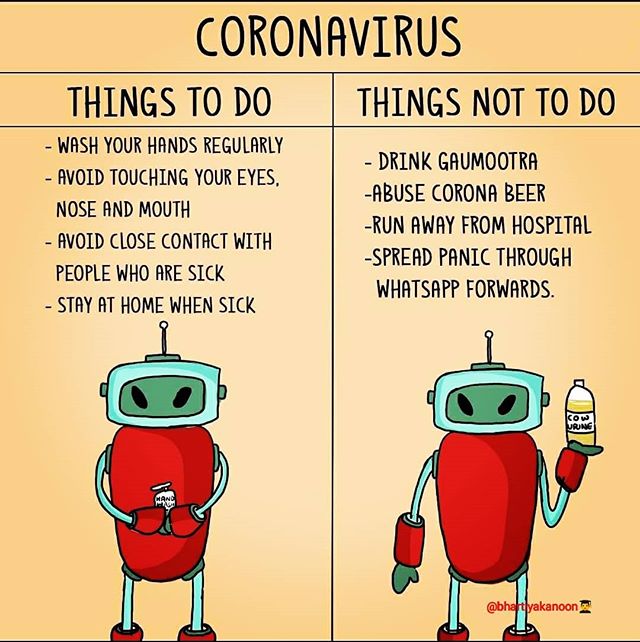 CORONAVIRUS
THINGS TO DO
- WASH YOUR HANDS REGULARLY
- AVOID TOUCHING YOUR EYES,
NOSE AND MOUTH
- AVOID CLOSE CONTACT WITH
PEOPLE WHO ARE SICK
- STAY AT HOME WHEN SICK
HAND
WASH
THINGS NOT TO DO
- DRINK GAUMOOTRA
-ABUSE CORONA BEER
-RUN AWAY FROM HOSPITAL
-SPREAD PANIC THROUGH
WHATSAPP FORWARDS.
COW
URINE
@bhartiyakanoon